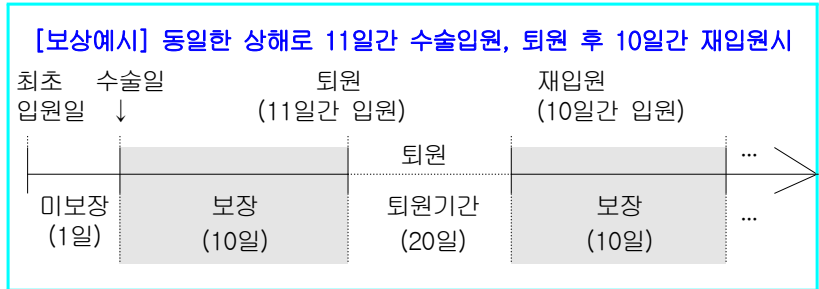 [보상예시] 동일한 상해로 11일간 수술입원, 퇴원 후 10일간 재입원시
최초 수술일 퇴원 재입원
입원일 ↓ (11일간 입원) (10일간 입원)
퇴원 ...
미보장 보장 퇴원기간 보장 ...
(1일) (10일) (20일) (10일)